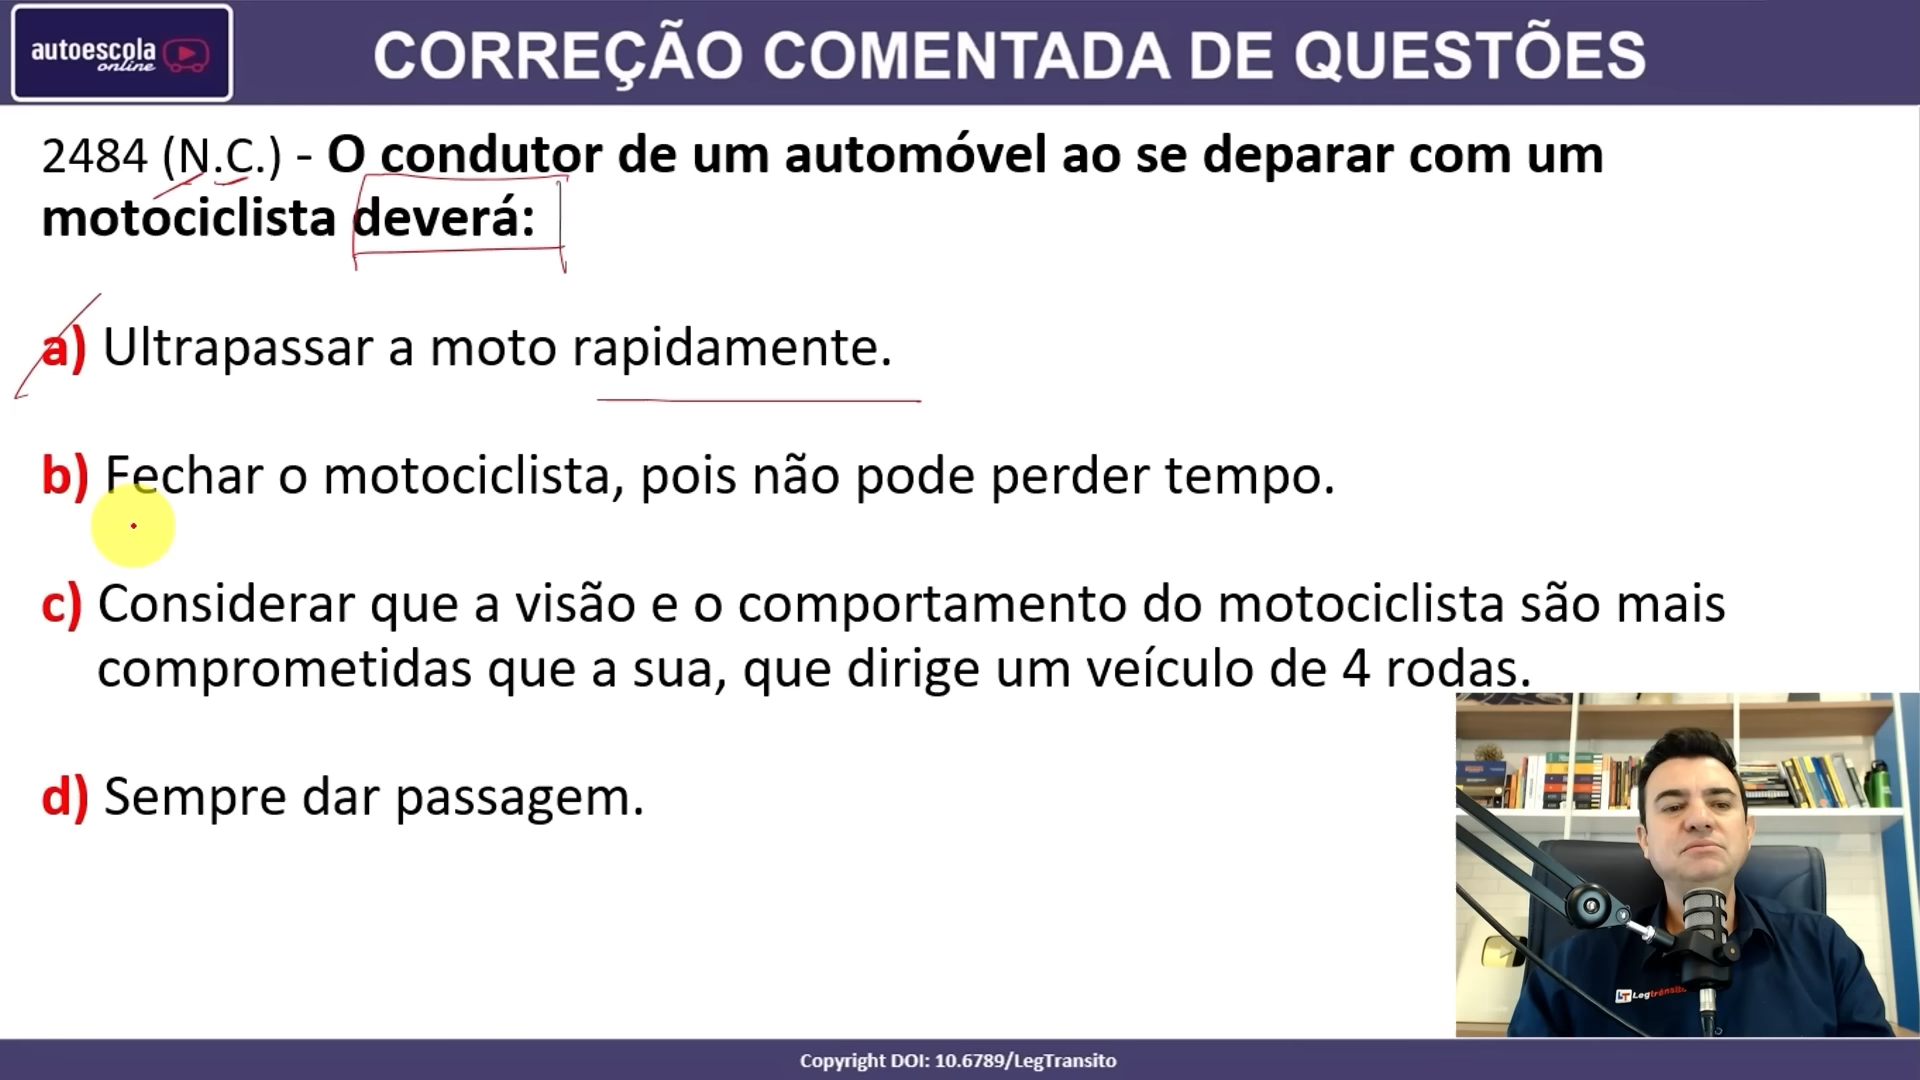 autoescola
online
CORREÇÃO COMENTADA DE QUESTÕES
2484 (N.C.) - O condutor de um automóvel ao se deparar com um
motociclista deverá:
a) Ultrapassar a moto rapidamente.
b) Fechar o motociclista, pois não pode perder tempo.
c) Considerar que a visão e o comportamento do motociclista são mais
comprometidas que a sua, que dirige um veículo de 4 rodas.
d) Sempre dar passagem.
LT Legtrânsito
Copyright DOI: 10.6789/LegTransito